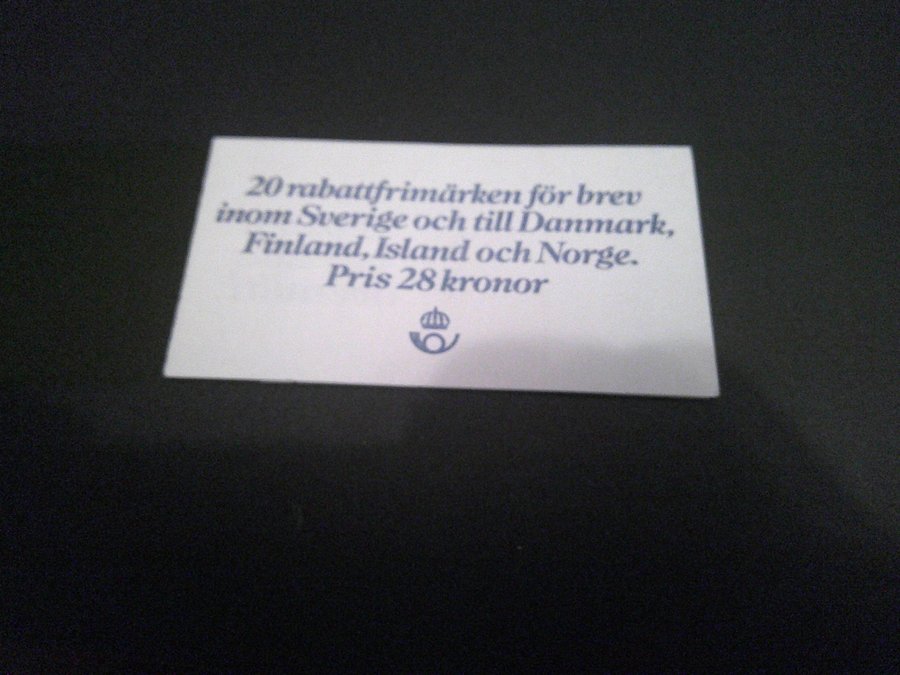 20 rabattfrimärken för brev
inom Sverige och till Danmark,
Finland, Island och Norge.
Pris 28 kronor